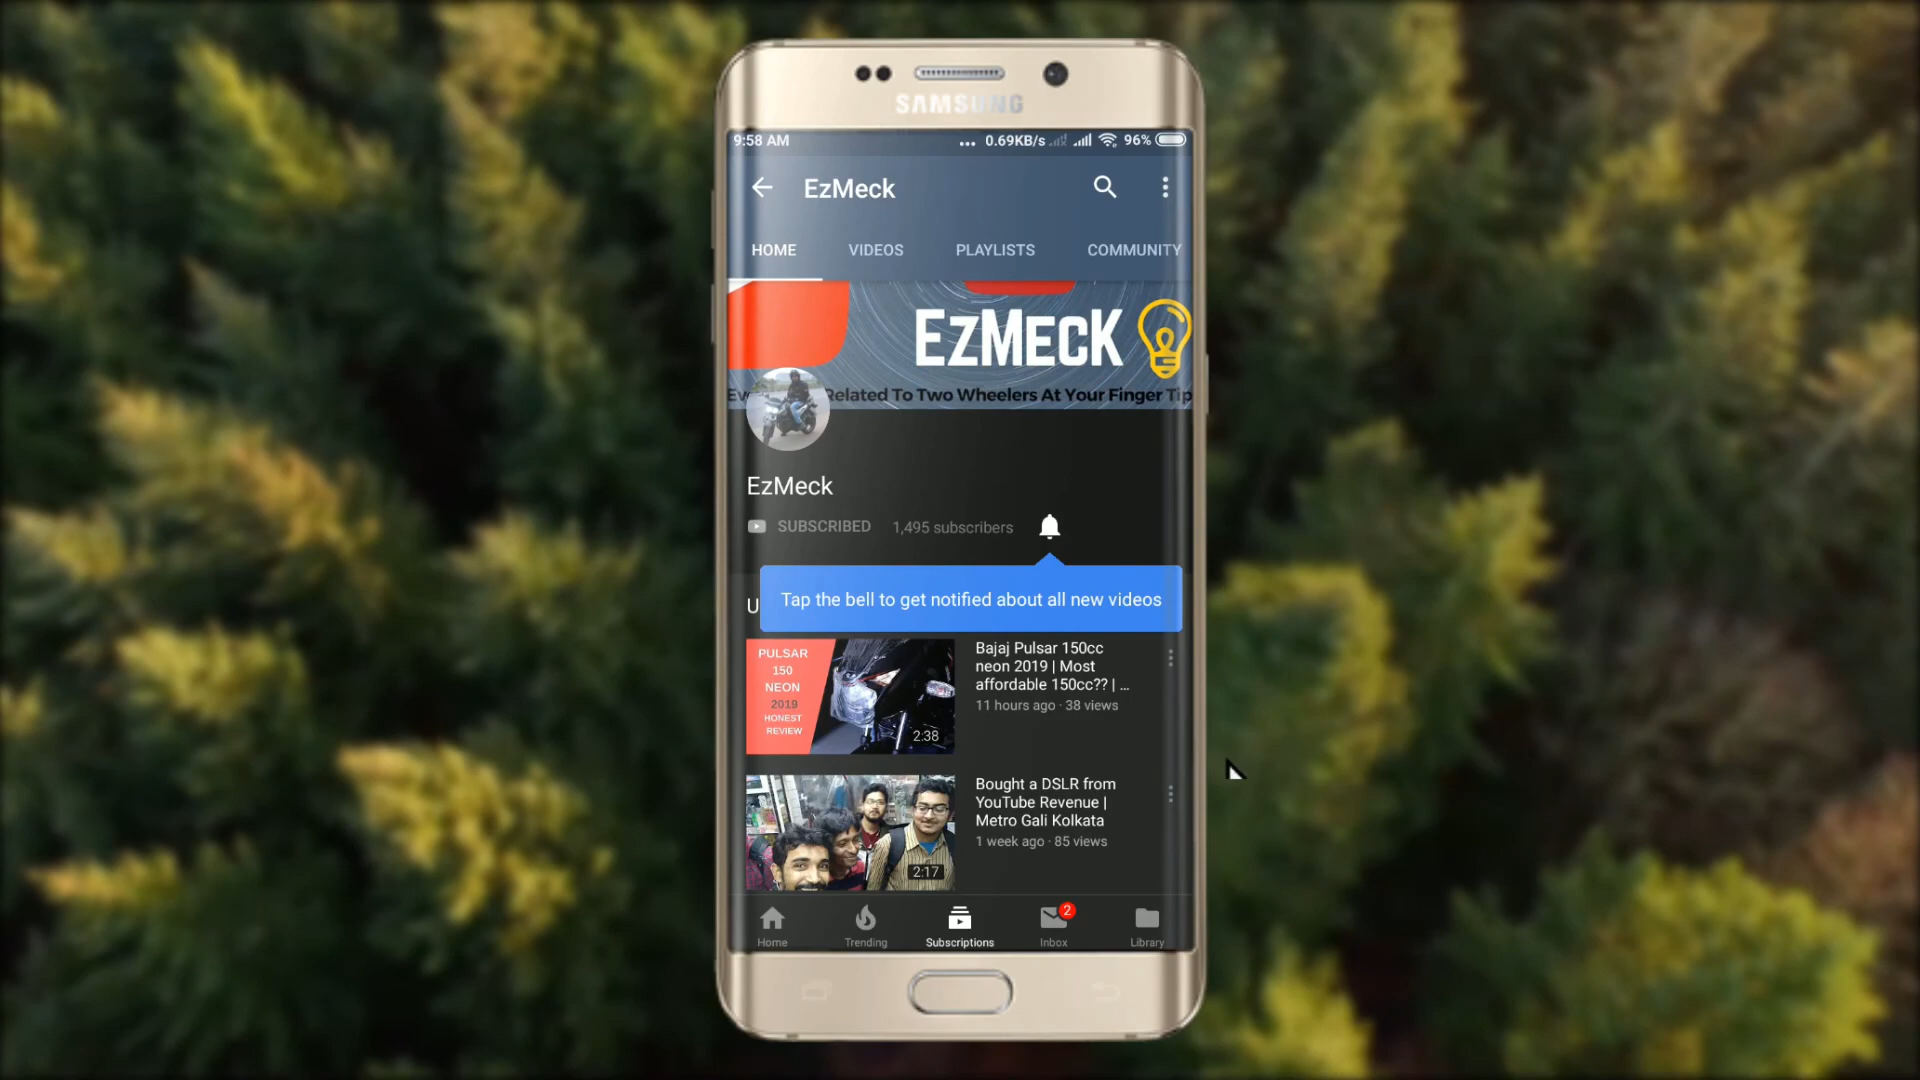 SAMSUNG
9:58 AM
0.69KB/s
96%
EzMeck
HOME VIDEOS PLAYLISTS COMMUNITY
EZMECK
Related To Two Wheelers At Your Finger Tip
EzMeck
SUBSCRIBED 1,495 subscribers
Tap the bell to get notified about all new videos
PULSAR
150
NEON
2019
HONEST
REVIEW
2:38
Bajaj Pulsar 150cc
neon 2019 | Most
affordable 150cc?? | ...
11 hours ago · 38 views
2:17
Bought a DSLR from
YouTube Revenue |
Metro Gali Kolkata
1 week ago · 85 views
Home Trending Subscriptions Inbox 2 Library